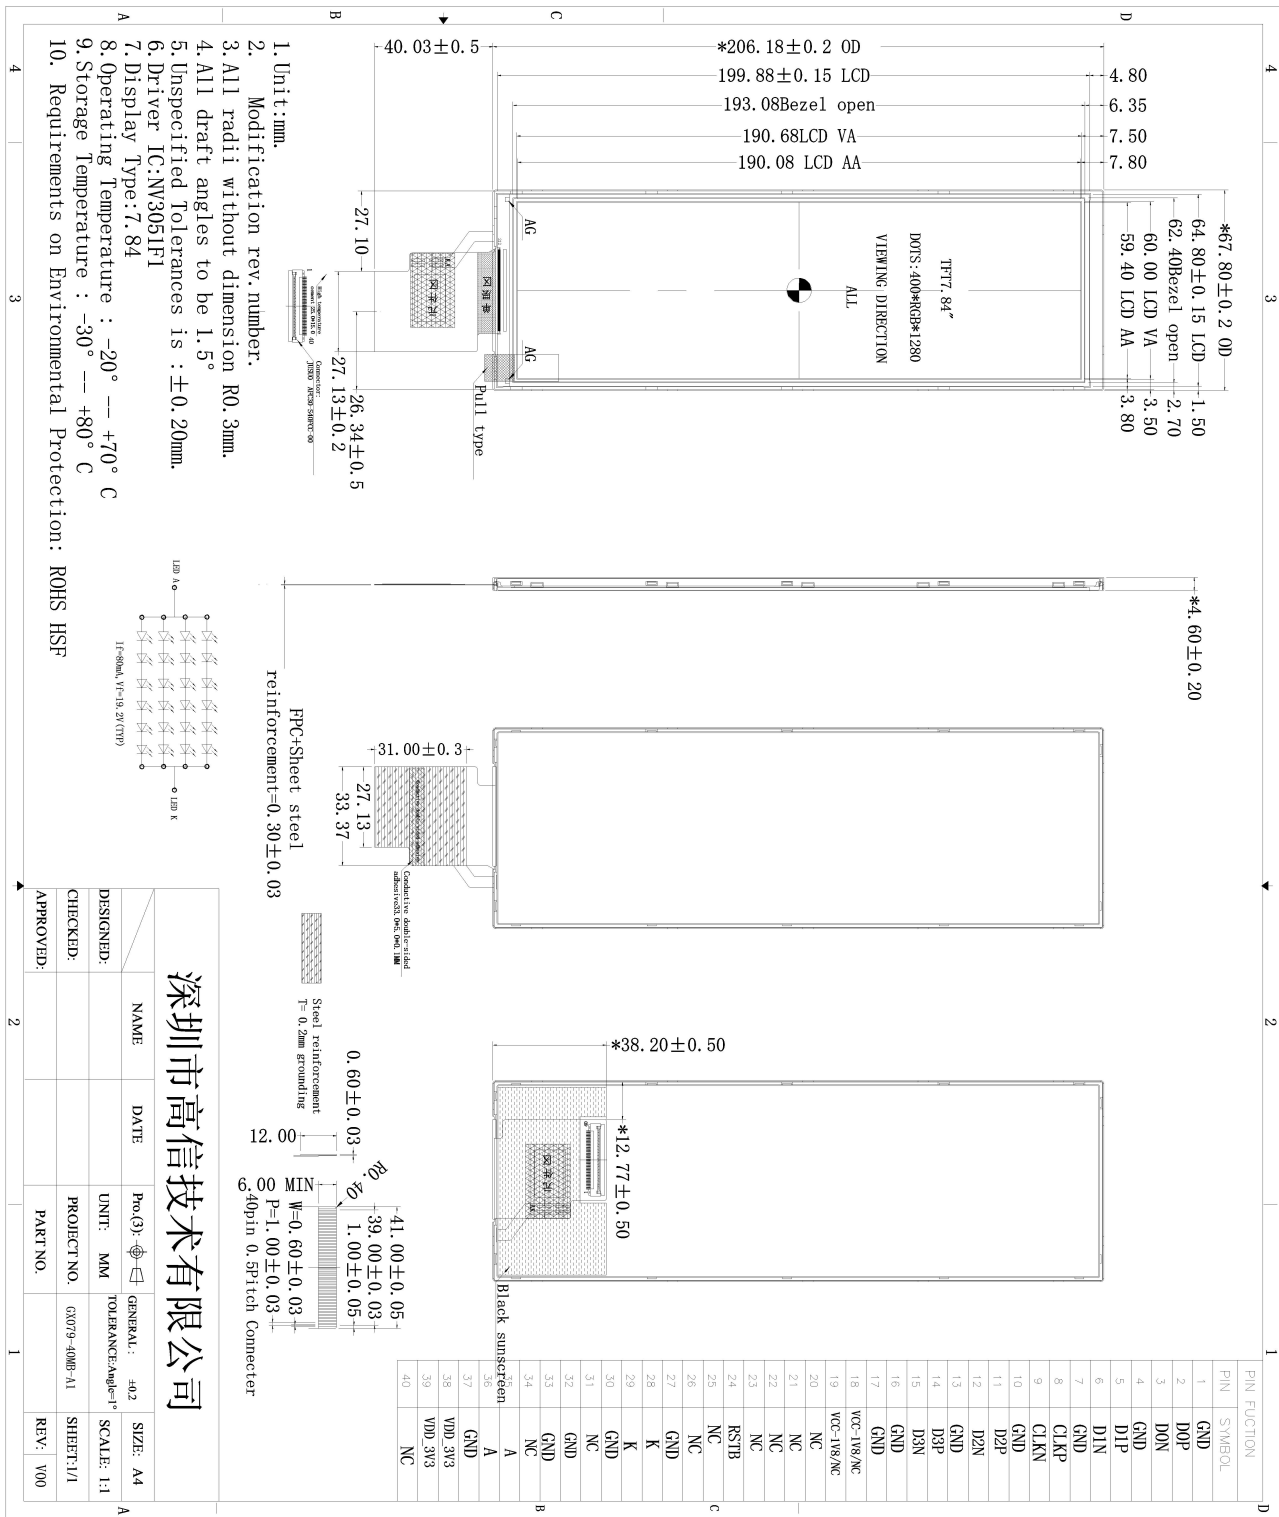 *206.18±0.2 OD
199.88±0.15 LCD
193.08Bezel open
190.68LCD VA
190.08 LCD AA
40.03±0.5
4.80
6.35
7.50
7.80
*67.80±0.2 OD
64.80±0.15 LCD
62.40Bezel open
60.00 LCD VA
59.40 LCD AA
1.50
2.70
3.50
3.80
TFT7.84"
DOTS:400*RGB*1280
VIEWING DIRECTION
ALL
AG
AG
Pull type
27.10
26.34±0.5
27.13±0.2
High temperature
Connector:
*4.60±0.20
FPC+Sheet steel
reinforcement=0.30±0.03
31.00±0.3
27.13
33.37
Conductive double-sided
Steel reinforcement
T= 0.2mm grounding
*38.20±0.50
*12.77±0.50
Black sunscreen
0.60±0.03
12.00
R0.40
6.00 MIN
41.00±0.05
39.00±0.03
1.00±0.05
W=0.60±0.03
P=1.00±0.03
40pin 0.5Pitch Connecter
1.Unit:mm.
2. Modification rev.number.
3.All radii without dimension R0.3mm.
4.All draft angles to be 1.5°
5.Unspecified Tolerances is :±0.20mm.
6.Driver IC:NV3051F1
7.Display Type:7.84
8.Operating Temperature : -20° -- +70° C
9.Storage Temperature : -30° -- +80° C
10. Requirements on Environmental Protection: ROHS HSF
LED A
LED K
If=80mA, Vf=19.2V(TYP)
PIN FUCTION
PIN SYMBOL
1 GND
2 D0P
3 D0N
4 GND
5 D1P
6 D1N
7 GND
8 CLKP
9 CLKN
10 GND
11 D2P
12 D2N
13 GND
14 D3P
15 D3N
16 GND
17 GND
18 VCC-1V8/NC
19 VCC-1V8/NC
20 NC
21 NC
22 NC
23 NC
24 RSTB
25 NC
26 NC
27 GND
28 K
29 K
30 GND
31 NC
32 GND
33 GND
34 NC
35 A
36 A
37 GND
38 VDD_3V3
39 VDD_3V3
40 NC
深圳市高信技术有限公司
NAME DATE Pro.(3): GENERAL: ±0.2 SIZE: A4
DESIGNED: UNIT: MM TOLERANCE:Angle=1° SCALE: 1:1
CHECKED: PROJECT NO. GX079-40MB-A1 SHEET:1/1
APPROVED: PART NO. REV: V00
A B C D
4 3 2 1
4 3 2 1
A B C D